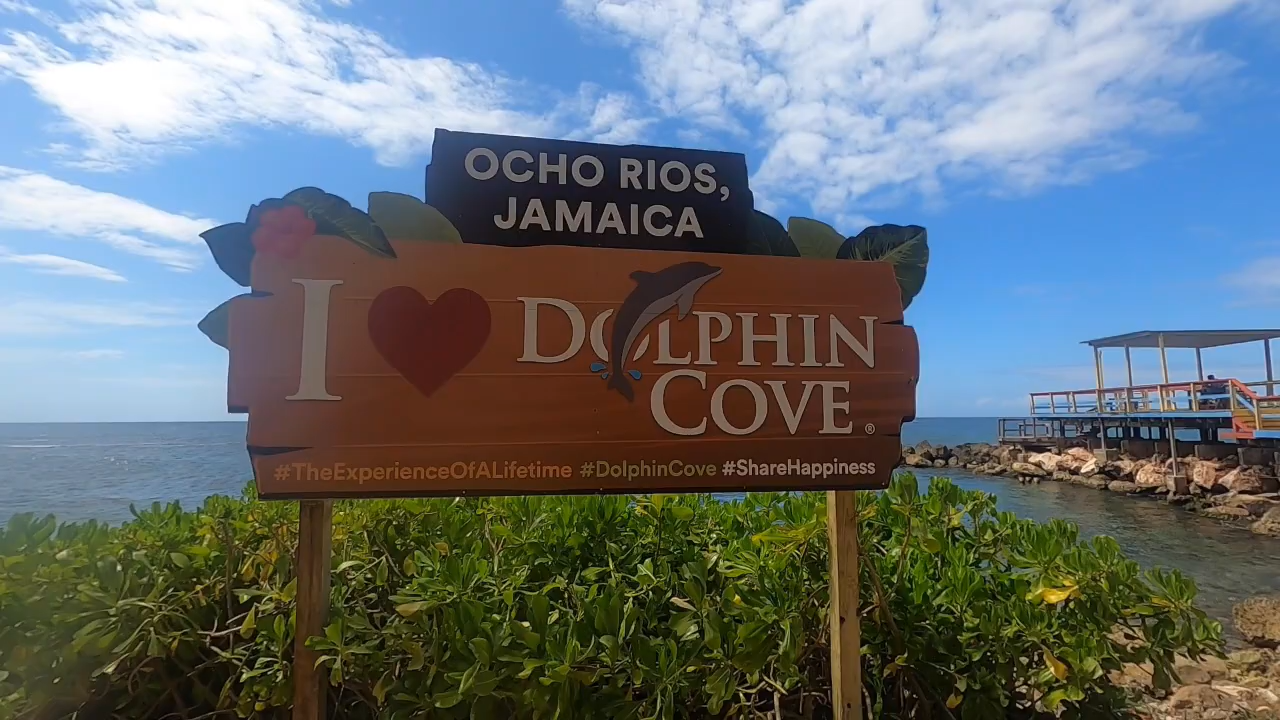 OCHO RIOS,
JAMAICA
I ❤ DOLPHIN
COVE®
#TheExperienceOfALifetime #DolphinCove #ShareHappiness